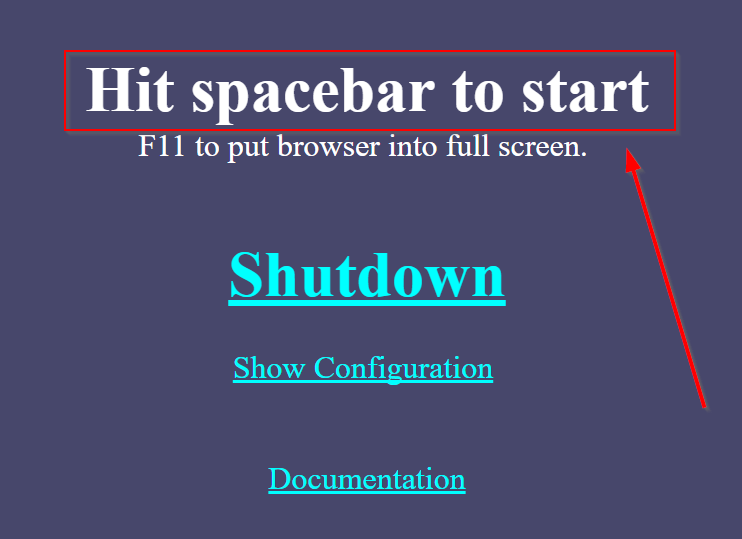 Hit spacebar to start
F11 to put browser into full screen.
Shutdown
Show Configuration
Documentation